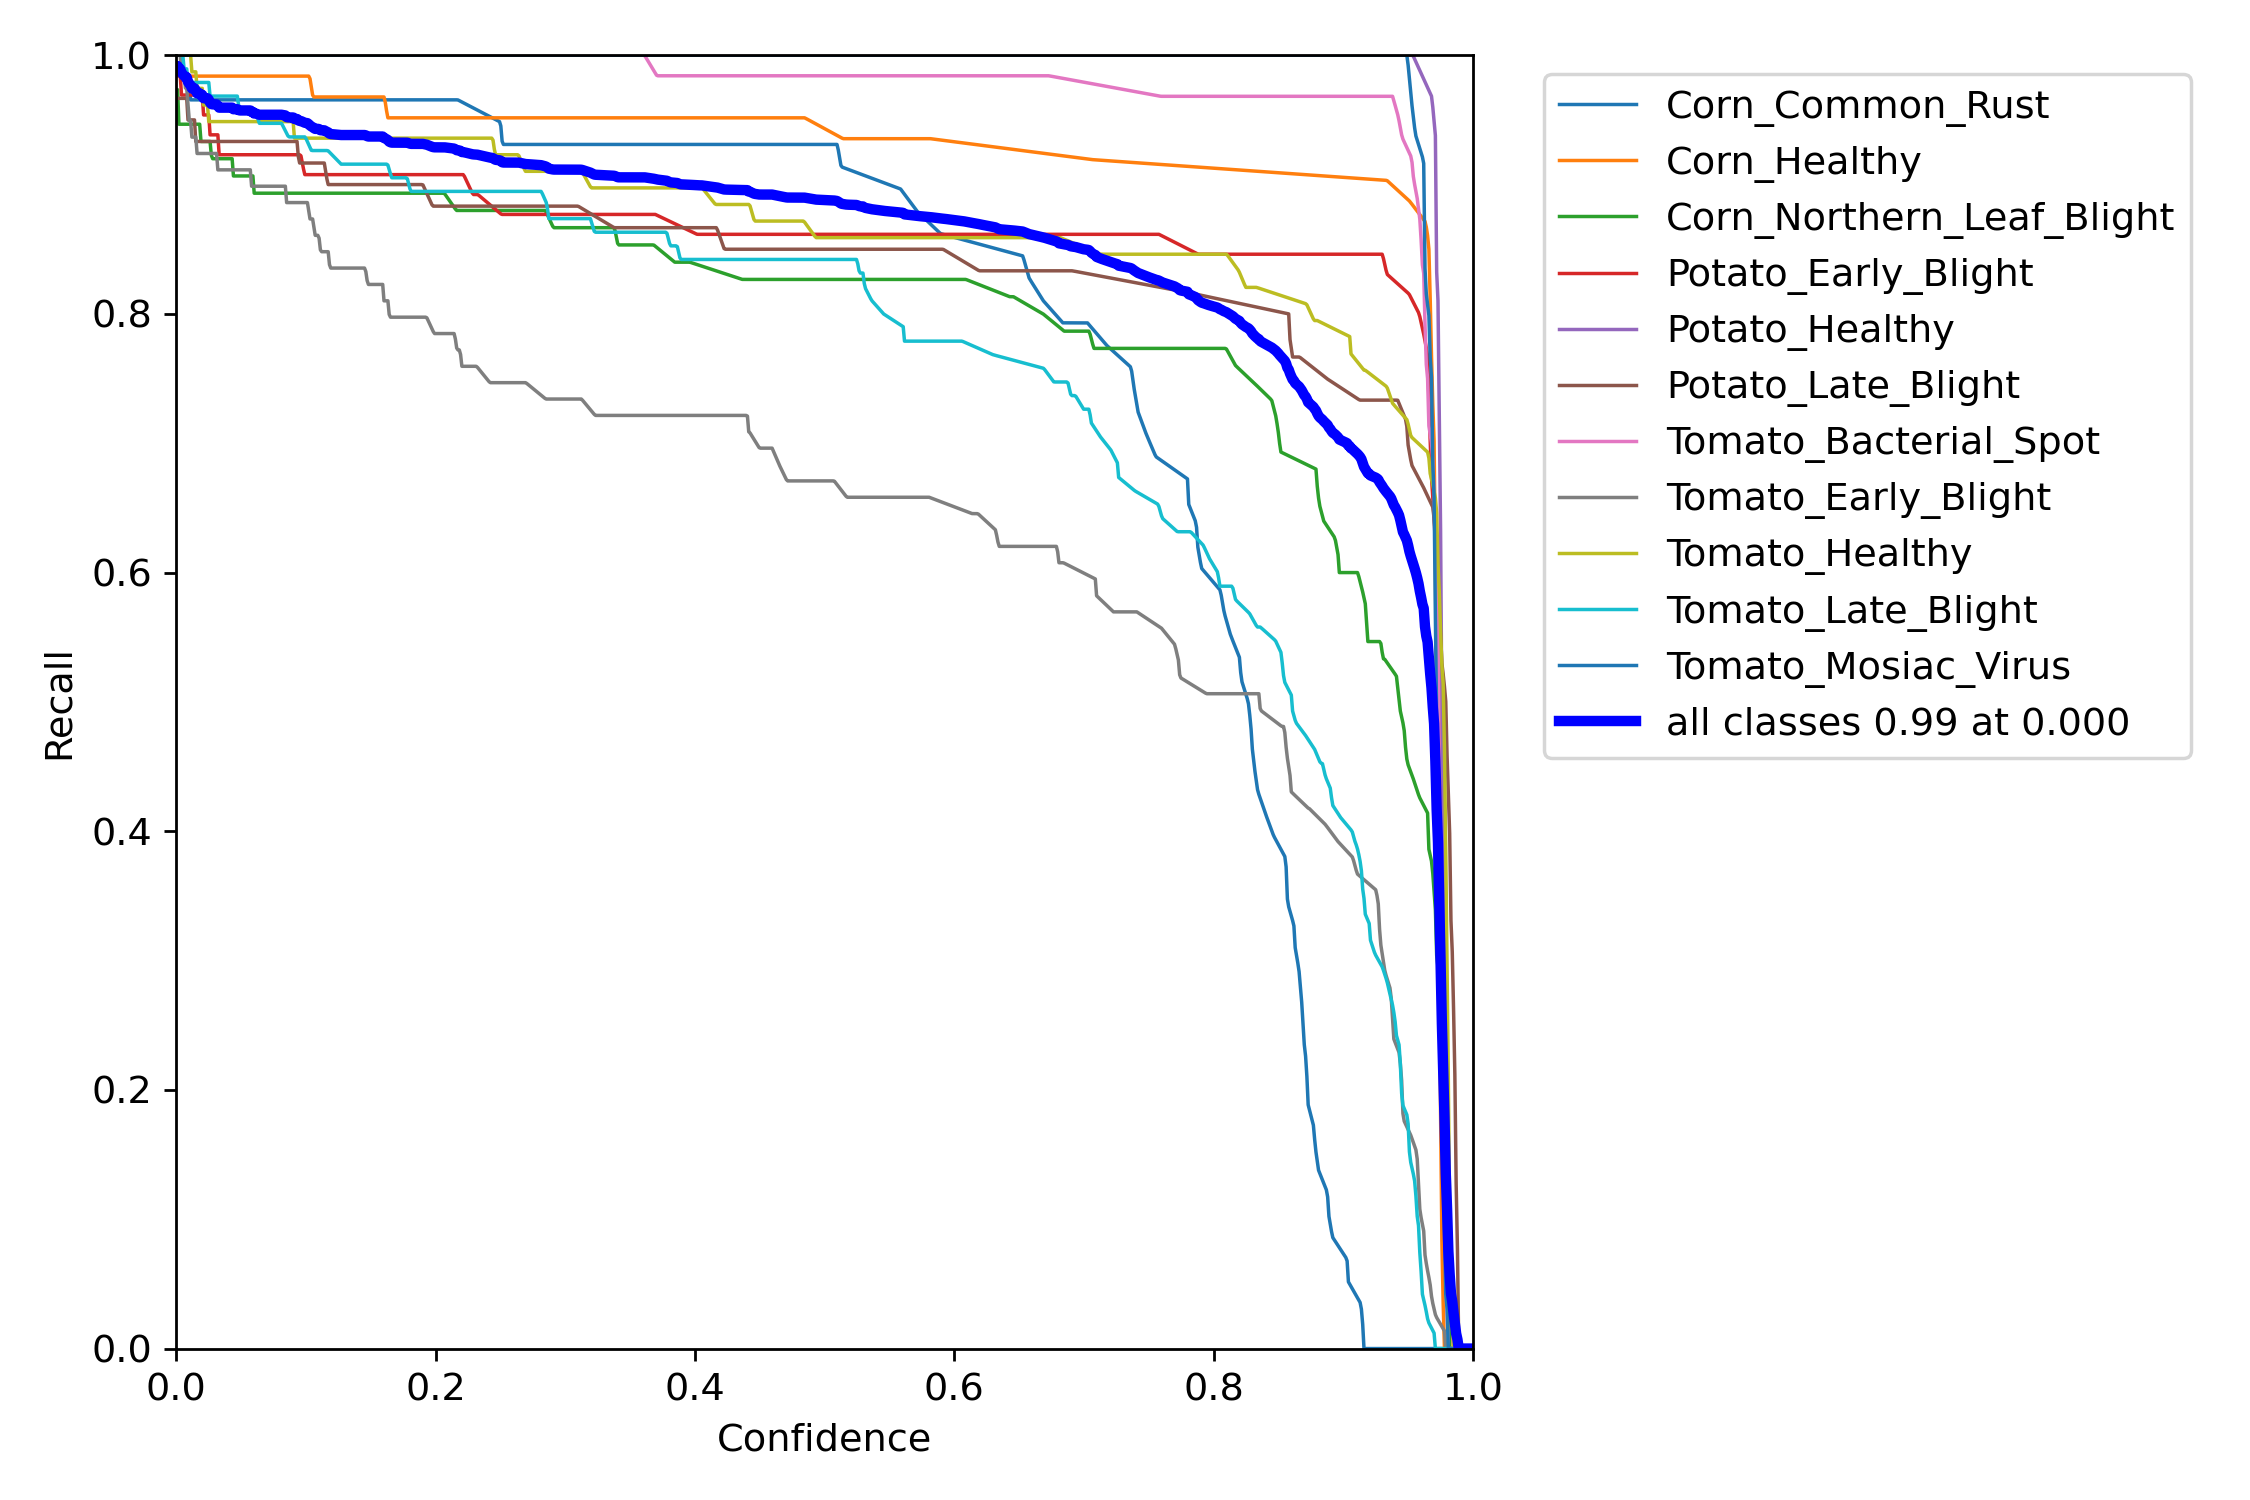 1.0
0.8
0.6
0.4
0.2
0.0
Recall
0.0 0.2 0.4 0.6 0.8 1.0
Confidence
Corn_Common_Rust
Corn_Healthy
Corn_Northern_Leaf_Blight
Potato_Early_Blight
Potato_Healthy
Potato_Late_Blight
Tomato_Bacterial_Spot
Tomato_Early_Blight
Tomato_Healthy
Tomato_Late_Blight
Tomato_Mosiac_Virus
all classes 0.99 at 0.000